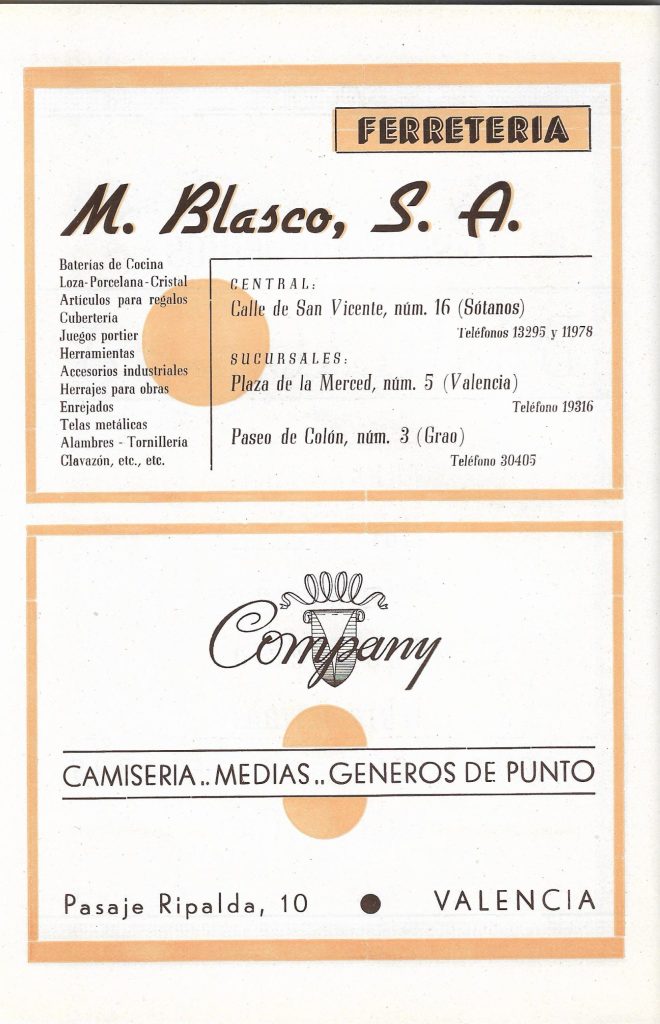 FERRETERIA
M. Blasco, S. A.
Baterías de Cocina
Loza-Porcelana-Cristal
Artículos para regalos
Cubertería
Juegos portier
Herramientas
Accesorios industriales
Herrajes para obras
Enrejados
Telas metálicas
Alambres - Tornillería
Clavazón, etc., etc.
CENTRAL:
Calle de San Vicente, núm. 16 (Sótanos)
Teléfonos 13295 y 11978
SUCURSALES:
Plaza de la Merced, núm. 5 (Valencia)
Teléfono 19316
Paseo de Colón, núm. 3 (Grao)
Teléfono 30405
Company
CAMISERIA.. MEDIAS.. GENEROS DE PUNTO
Pasaje Ripalda, 10 ● VALENCIA